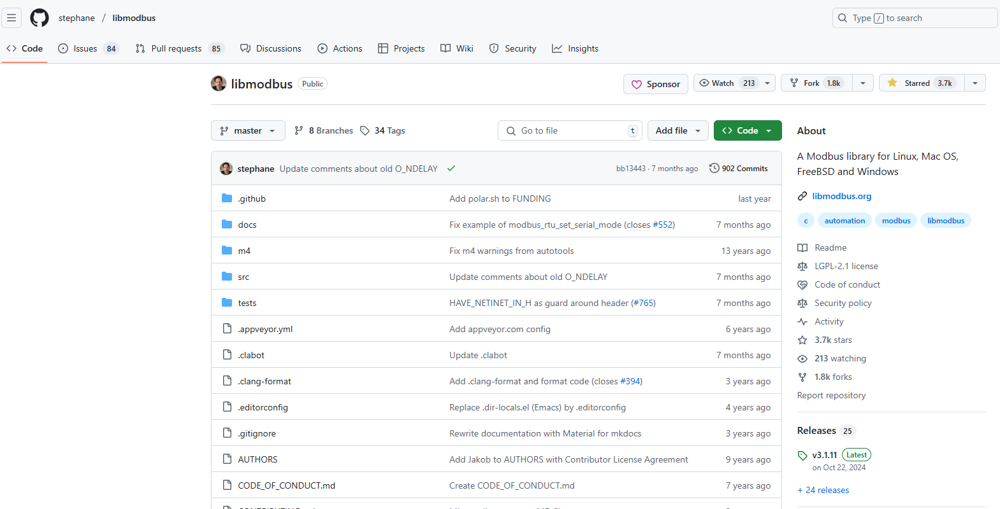 stephane / libmodbus
Type / to search
Code
Issues 84
Pull requests 85
Discussions
Actions
Projects
Wiki
Security
Insights
libmodbus Public
Sponsor
Watch 213
Fork 1.8k
Starred 3.7k
master
8 Branches
34 Tags
Go to file t
Add file
Code
stephane Update comments about old O_NDELAY bb13443 · 7 months ago 902 Commits
.github Add polar.sh to FUNDING last year
docs Fix example of modbus_rtu_set_serial_mode (closes #552) 7 months ago
m4 Fix m4 warnings from autotools 13 years ago
src Update comments about old O_NDELAY 7 months ago
tests HAVE_NETINET_IN_H as guard around header (#765) 7 months ago
.appveyor.yml Add appveyor.com config 6 years ago
.clabot Update .clabot 7 months ago
.clang-format Add .clang-format and format code (closes #394) 3 years ago
.editorconfig Replace .dir-locals.el (Emacs) by .editorconfig 4 years ago
.gitignore Rewrite documentation with Material for mkdocs 3 years ago
AUTHORS Add Jakob to AUTHORS with Contributor License Agreement 9 years ago
CODE_OF_CONDUCT.md Create CODE_OF_CONDUCT.md 7 years ago
About
A Modbus library for Linux, Mac OS,
FreeBSD and Windows
libmodbus.org
c automation modbus libmodbus
Readme
LGPL-2.1 license
Code of conduct
Security policy
Activity
3.7k stars
213 watching
1.8k forks
Report repository
Releases 25
v3.1.11 Latest
on Oct 22, 2024
+ 24 releases